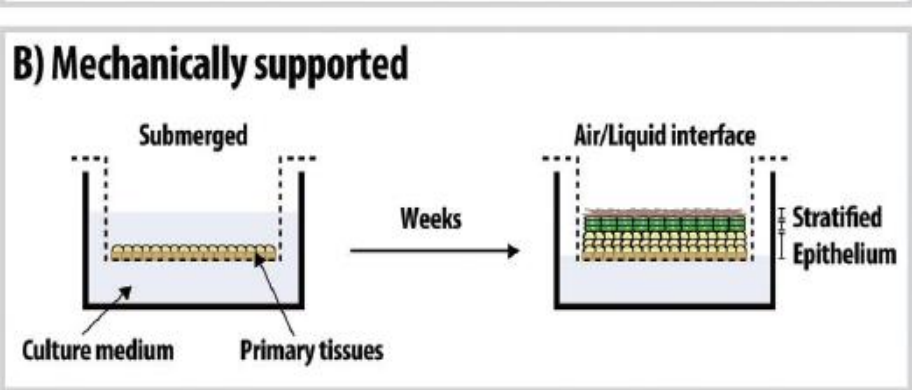 B) Mechanically supported
Submerged
Air/Liquid interface
Weeks
Stratified
Epithelium
Culture medium
Primary tissues